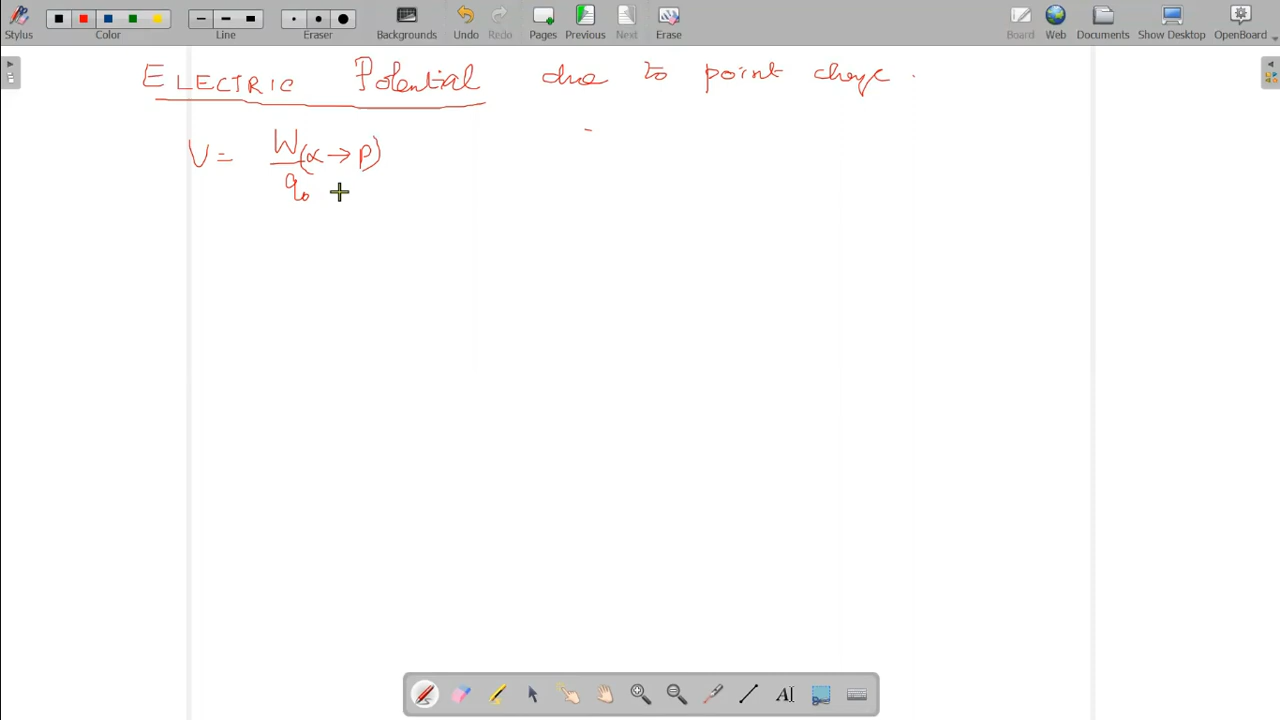 Stylus Color Line Eraser Backgrounds Undo Redo Pages Previous Next Erase Board Web Documents Show Desktop OpenBoard
ELECTRIC Potential due to point charge .
V = W(∝ → P)
q₀
A